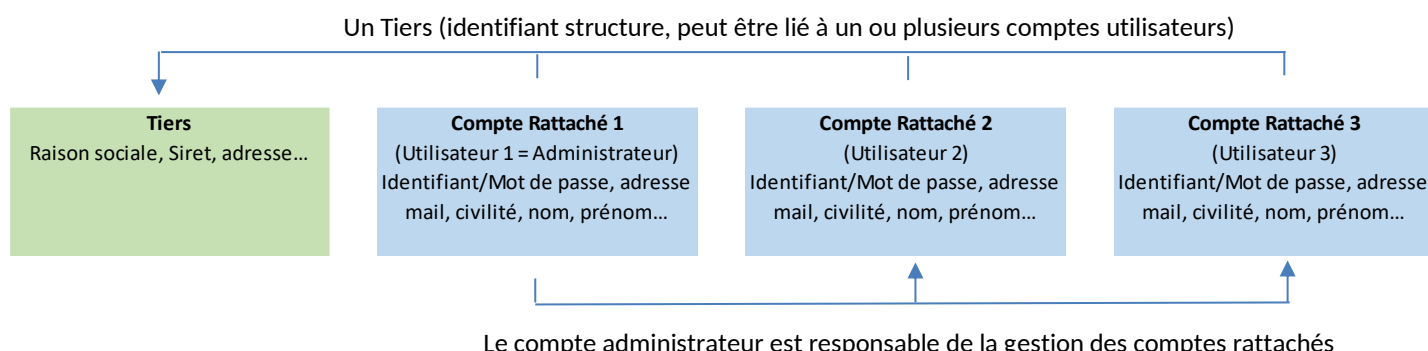 Un Tiers (identifiant structure, peut être lié à un ou plusieurs comptes utilisateurs)
Tiers
Raison sociale, Siret, adresse…
Compte Rattaché 1
(Utilisateur 1 = Administrateur)
Identifiant/Mot de passe, adresse
mail, civilité, nom, prénom…
Compte Rattaché 2
(Utilisateur 2)
Identifiant/Mot de passe, adresse
mail, civilité, nom, prénom…
Compte Rattaché 3
(Utilisateur 3)
Identifiant/Mot de passe, adresse
mail, civilité, nom, prénom…
Le compte administrateur est responsable de la gestion des comptes rattachés